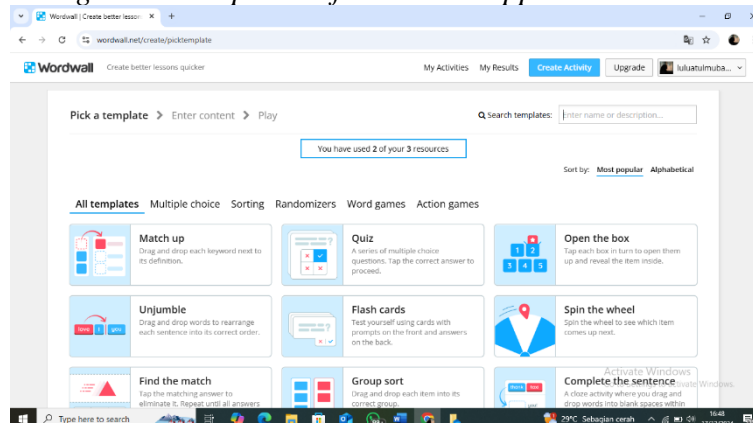 Wordwall | Create better lesson
wordwall.net/create/picktemplate
Wordwall Create better lessons quicker My Activities My Results Create Activity Upgrade luluatulmuba...
Pick a template > Enter content > Play Search templates: Enter name or description...
You have used 2 of your 3 resources
Sort by: Most popular Alphabetical
All templates Multiple choice Sorting Randomizers Word games Action games
Match up
Drag and drop each keyword next to
its definition.
Quiz
A series of multiple choice
questions. Tap the correct answer to
proceed.
Open the box
Tap each box in turn to open them
up and reveal the item inside.
1 2
3 4 5
Unjumble
Drag and drop words to rearrange
each sentence into its correct order.
love I you
Flash cards
Test yourself using cards with
prompts on the front and answers
on the back.
Spin the wheel
Spin the wheel to see which item
comes up next.
Find the match
Tap the matching answer to
eliminate it. Repeat until all answers
Group sort
Drag and drop each item into its
correct group.
Complete the sentence
A cloze activity where you drag and
drop words into blank spaces within
Activate Windows
Type here to search
29°C Sebagian cerah
16:48